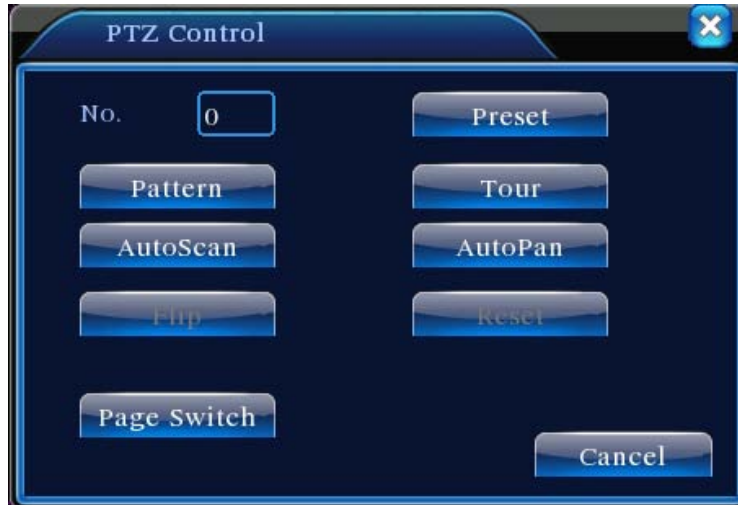 PTZ Control
No. 0 Preset
Pattern Tour
AutoScan AutoPan
Flip Reset
Page Switch
Cancel